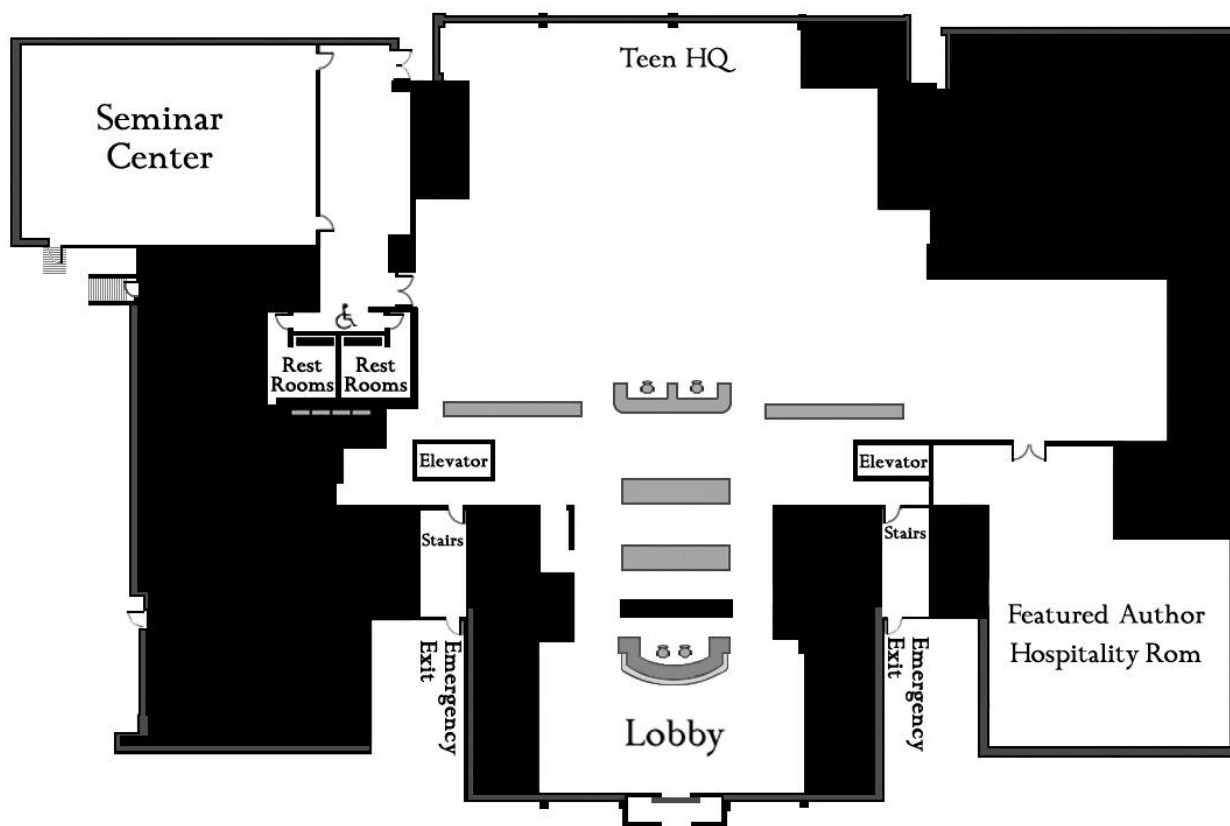 Teen HQ
Seminar
Center
Rest
Rooms
Rest
Rooms
Elevator
Elevator
Stairs
Stairs
Emergency
Exit
Emergency
Exit
Featured Author
Hospitality Rom
Lobby